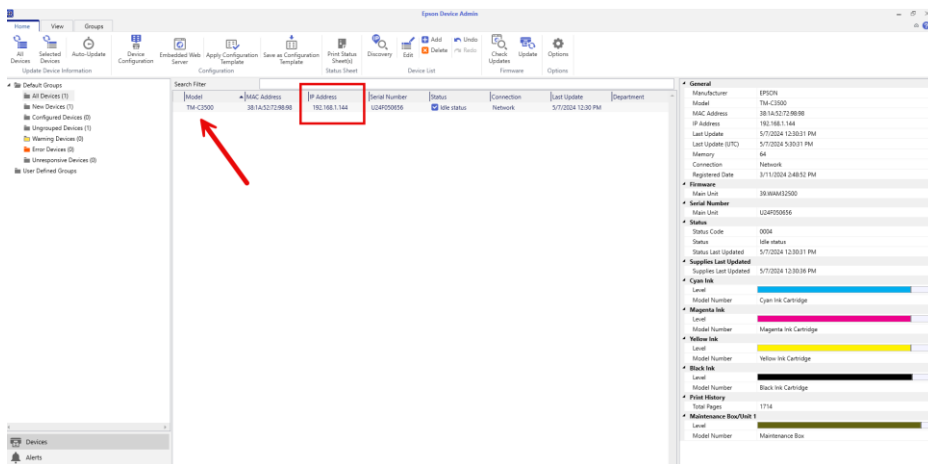 Epson Device Admin
Home View Groups
All Devices
Selected Devices
Auto-Update
Device Configuration
Embedded Web Server
Apply Configuration Template
Save as Configuration Template
Print Status Sheet(s)
Discovery
Edit
Add
Delete
Undo
Redo
Check Updates
Update
Options
Update Device Information
Configuration
Status Sheet
Device List
Firmware
Options
Default Groups
All Devices (1)
New Devices (1)
Configured Devices (0)
Ungrouped Devices (1)
Warning Devices (0)
Error Devices (0)
Unresponsive Devices (0)
User Defined Groups
Devices
Alerts
Search Filter
Model MAC Address IP Address Serial Number Status Connection Last Update Department
TM-C3500 38:1A:52:72:98:98 192.168.1.144 U24F050656 Idle status Network 5/7/2024 12:30 PM
General
Manufacturer EPSON
Model TM-C3500
MAC Address 38:1A:52:72:98:98
IP Address 192.168.1.144
Last Update 5/7/2024 12:30:31 PM
Last Update (UTC) 5/7/2024 5:30:31 PM
Memory 64
Connection Network
Registered Date 3/11/2024 2:48:52 PM
Firmware
Main Unit 39.WAM32500
Serial Number
Main Unit U24F050656
Status
Status Code 0004
Status Idle status
Status Last Updated 5/7/2024 12:30:31 PM
Supplies Last Updated
Supplies Last Updated 5/7/2024 12:30:36 PM
Cyan Ink
Level
Model Number Cyan Ink Cartridge
Magenta Ink
Level
Model Number Magenta Ink Cartridge
Yellow Ink
Level
Model Number Yellow Ink Cartridge
Black Ink
Level
Model Number Black Ink Cartridge
Print History
Total Pages 1714
Maintenance Box/Unit 1
Level
Model Number Maintenance Box